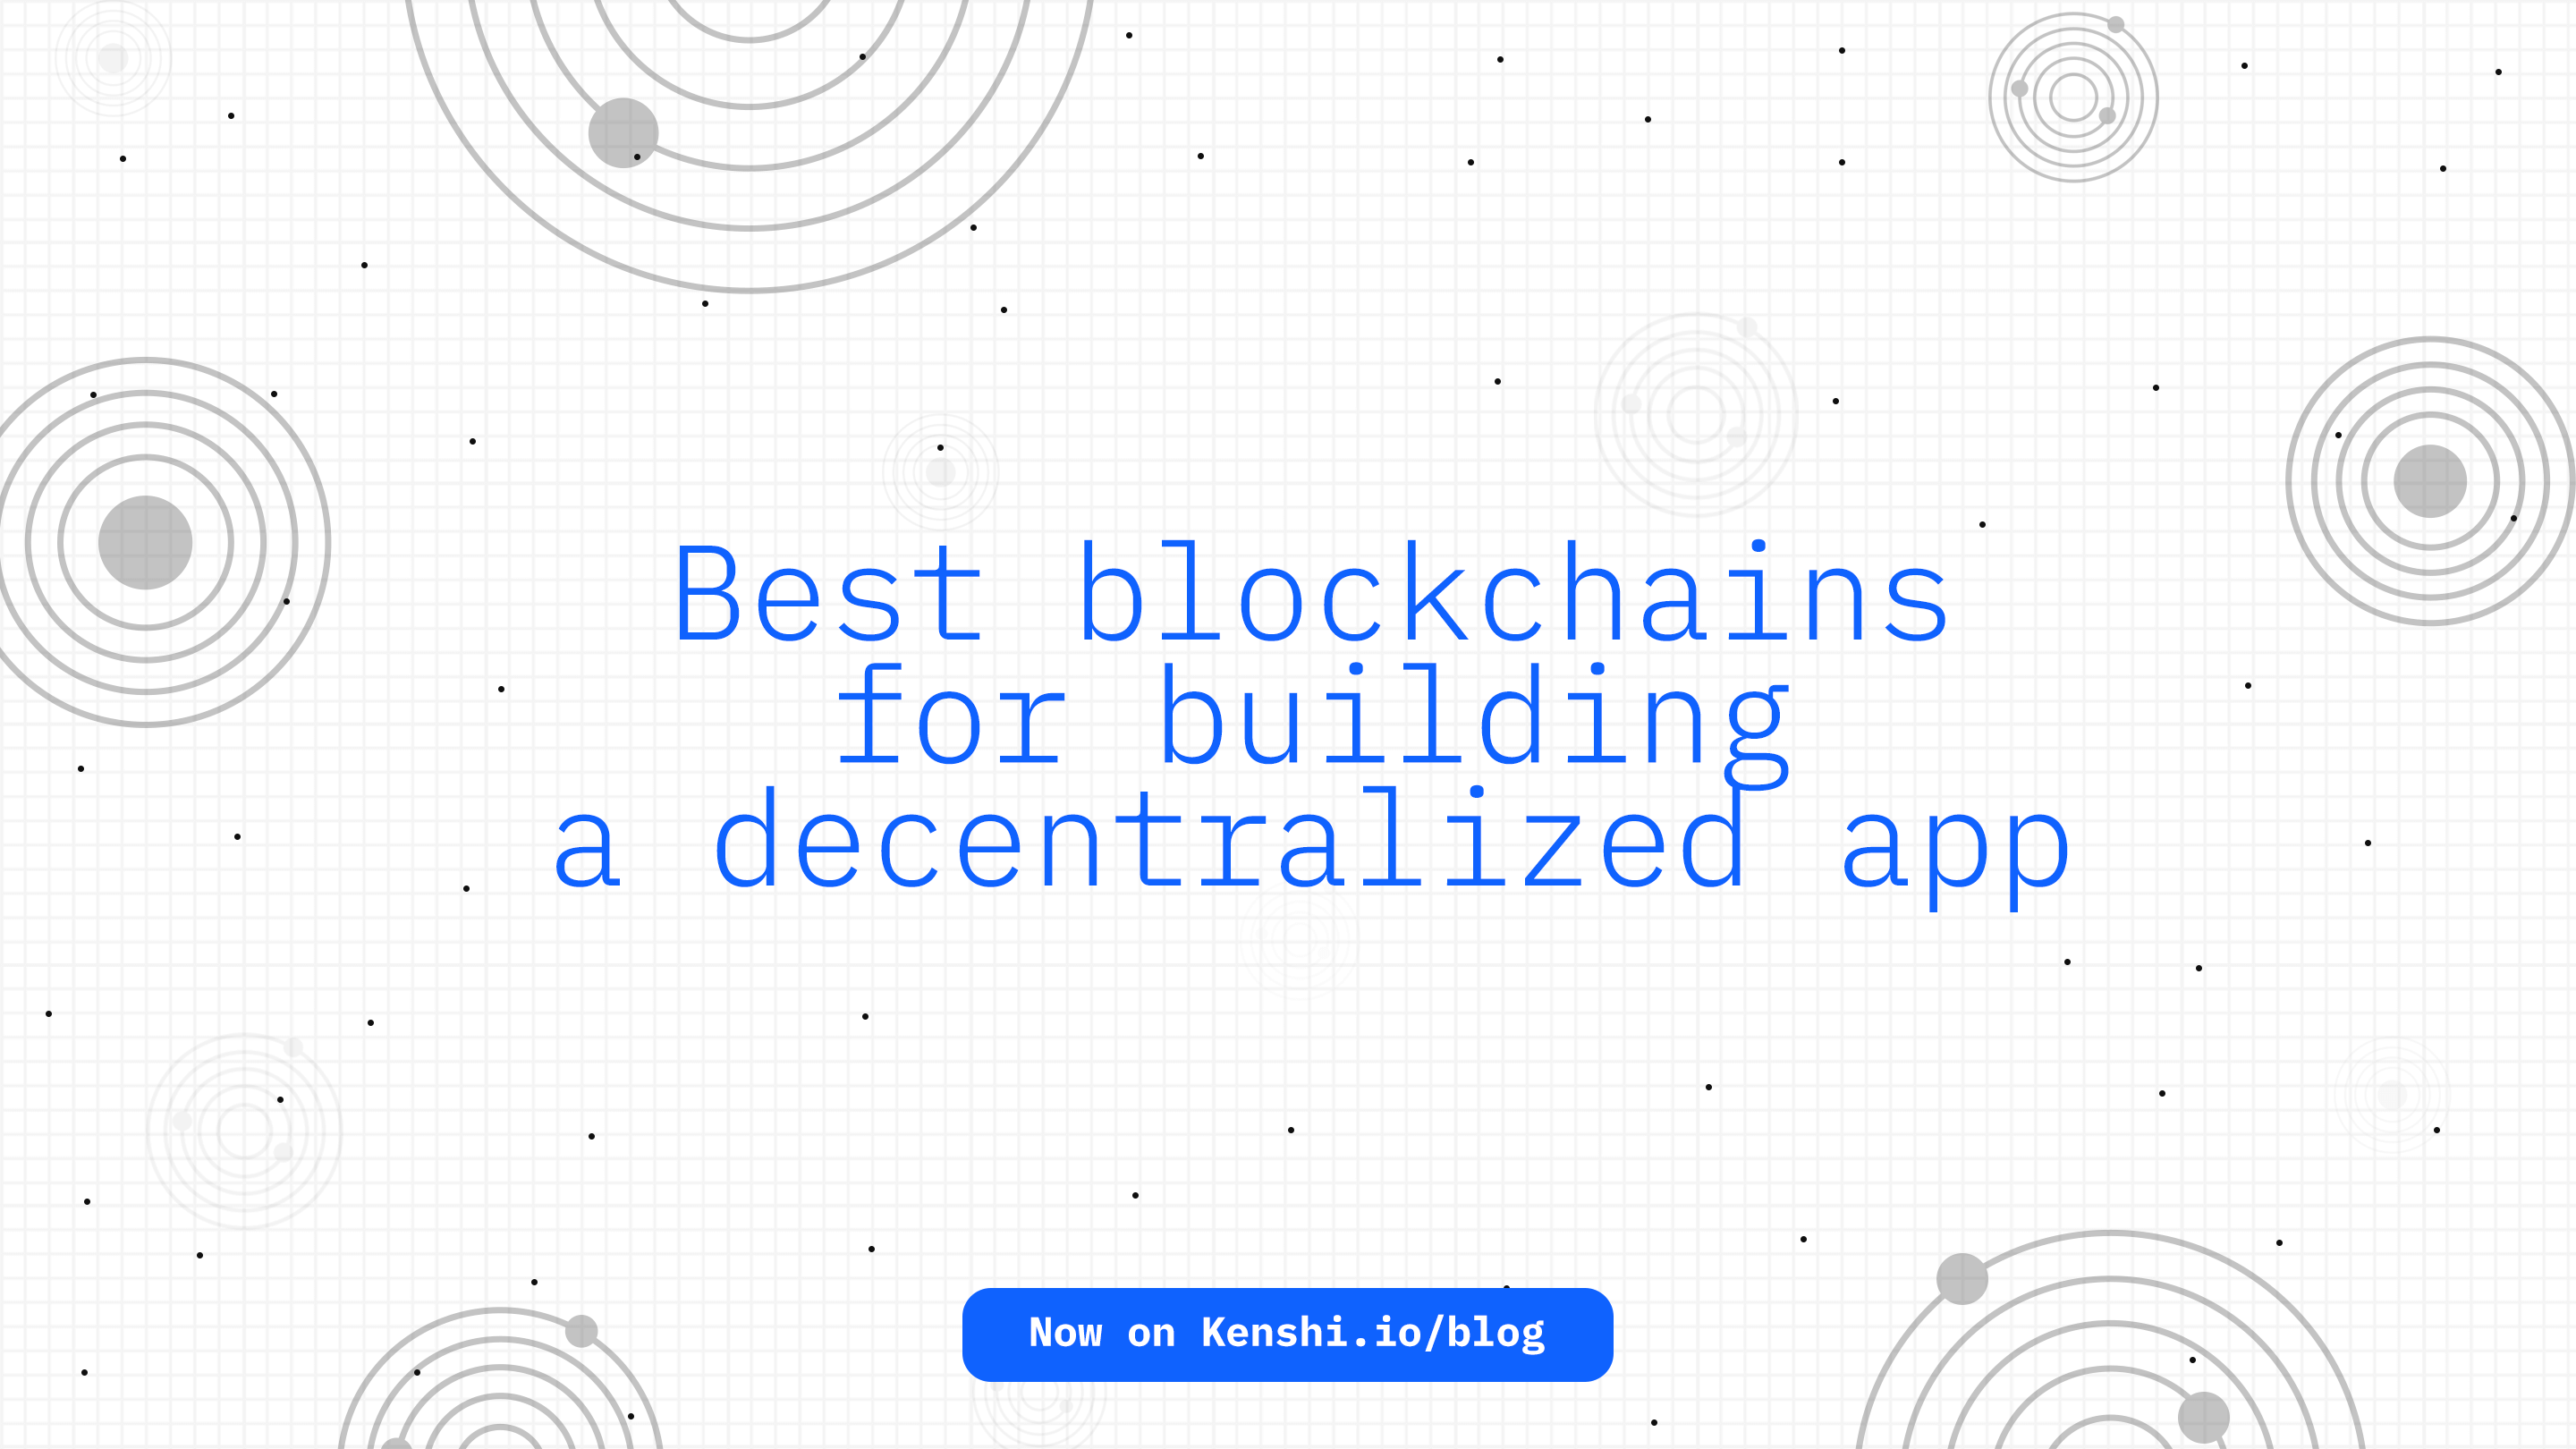 Best blockchains
for building
a decentralized app
Now on Kenshi.io/blog